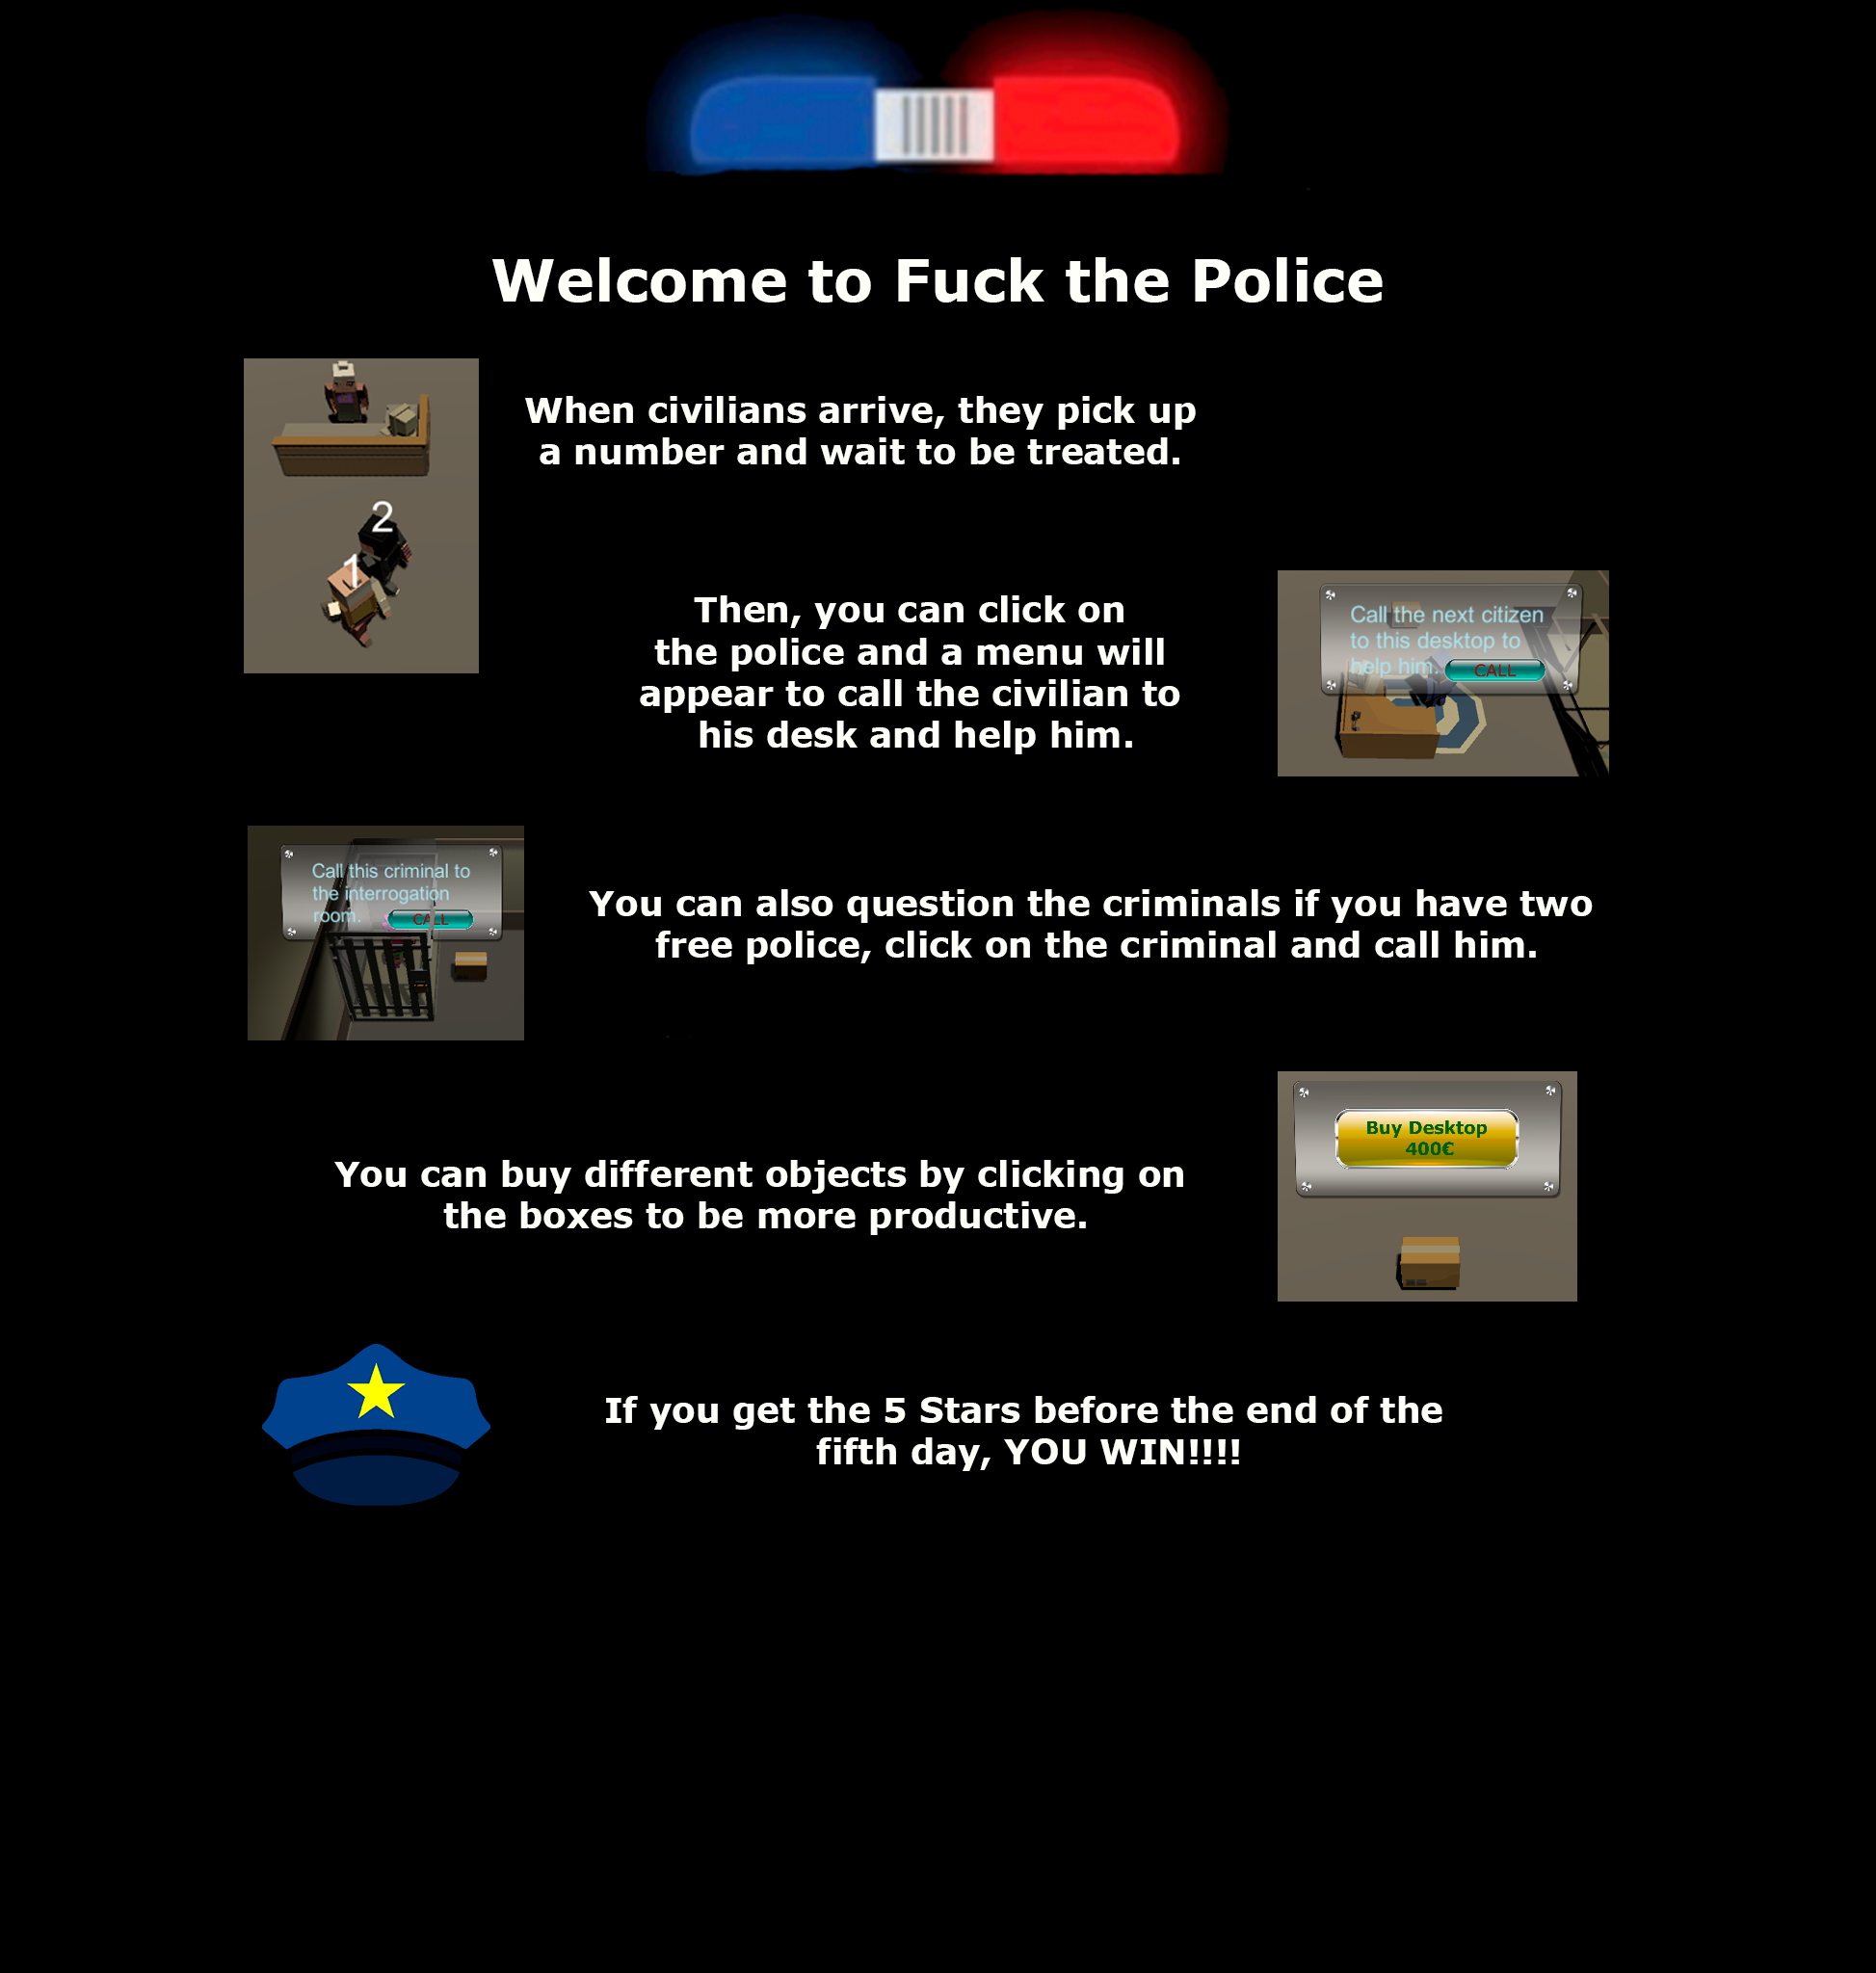 Welcome to Fuck the Police
When civilians arrive, they pick up
a number and wait to be treated.
2
1
Then, you can click on
the police and a menu will
appear to call the civilian to
his desk and help him.
Call the next citizen
to this desktop to
help him.
CALL
Call this criminal to
the interrogation
room.
CALL
You can also question the criminals if you have two
free police, click on the criminal and call him.
Buy Desktop
400€
You can buy different objects by clicking on
the boxes to be more productive.
If you get the 5 Stars before the end of the
fifth day, YOU WIN!!!!